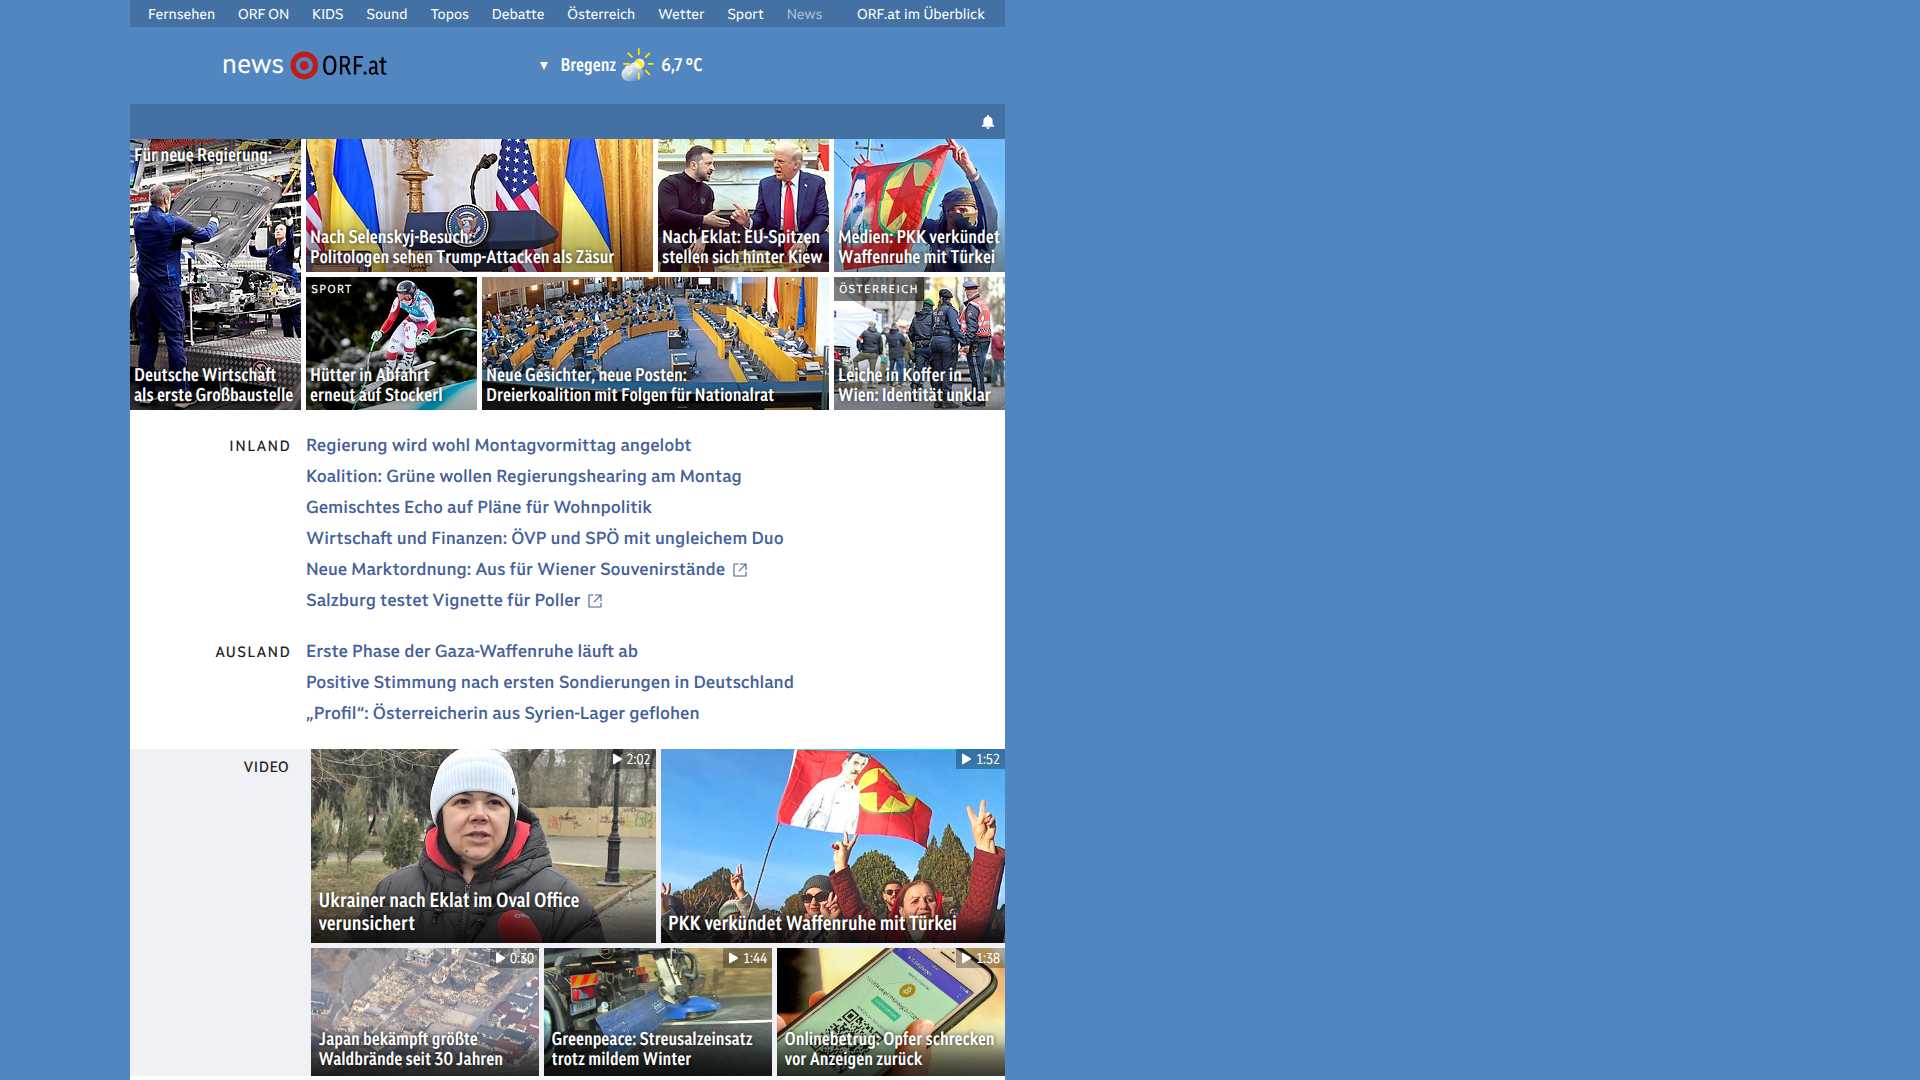 Fernsehen ORF ON KIDS Sound Topos Debatte Österreich Wetter Sport News ORF.at im Überblick
news ORF.at
Bregenz 6,7 °C
Für neue Regierung:
Deutsche Wirtschaft
als erste Großbaustelle
Nach Selenskyj-Besuch:
Politologen sehen Trump-Attacken als Zäsur
Nach Eklat: EU-Spitzen
stellen sich hinter Kiew
Medien: PKK verkündet
Waffenruhe mit Türkei
SPORT
Hütter in Abfahrt
erneut auf Stockerl
Neue Gesichter, neue Posten:
Dreierkoalition mit Folgen für Nationalrat
ÖSTERREICH
Leiche in Koffer in
Wien: Identität unklar
INLAND
Regierung wird wohl Montagvormittag angelobt
Koalition: Grüne wollen Regierungshearing am Montag
Gemischtes Echo auf Pläne für Wohnpolitik
Wirtschaft und Finanzen: ÖVP und SPÖ mit ungleichem Duo
Neue Marktordnung: Aus für Wiener Souvenirstände
Salzburg testet Vignette für Poller
AUSLAND
Erste Phase der Gaza-Waffenruhe läuft ab
Positive Stimmung nach ersten Sondierungen in Deutschland
„Profil“: Österreicherin aus Syrien-Lager geflohen
VIDEO
2:02
Ukrainer nach Eklat im Oval Office
verunsichert
1:52
PKK verkündet Waffenruhe mit Türkei
0:30
Japan bekämpft größte
Waldbrände seit 30 Jahren
1:44
Greenpeace: Streusalzeinsatz
trotz mildem Winter
1:38
Onlinebetrug: Opfer schrecken
vor Anzeigen zurück